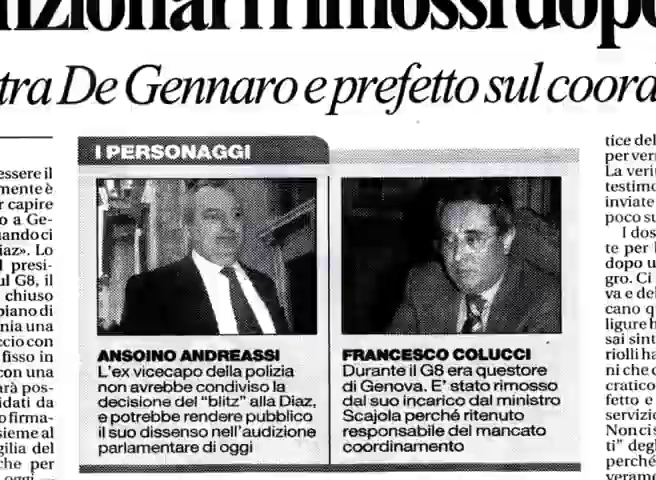 rimossi dopo
tra De Gennaro e prefetto sul
I PERSONAGGI
ANSOINO ANDREASSI
L'ex vicecapo della polizia
non avrebbe condiviso la
decisione del "blitz" alla Diaz,
e potrebbe rendere pubblico
il suo dissenso nell'audizione
parlamentare di oggi
FRANCESCO COLUCCI
Durante il G8 era questore
di Genova. E' stato rimosso
dal suo incarico dal ministro
Scajola perché ritenuto
responsabile del mancato
coordinamento
essere il
mente è
capire
o a Ge-
ando ci
iaz». Lo
presi-
ul G8, il
chiuso
piano di
nia una
ccio con
fisso in
con una
arà pos-
idati da
o firma-
sieme al
gilia del
che per
oggi
tice del
per ver
La veri
testimo
inviate
poco su
I dos
te per l
dopo u
gro. Ci
va e del
cano q
ligure h
sai sint
riolli ha
ni che c
cratico
fetto e
servizio
Non ci s
ti" degl
perché
verame